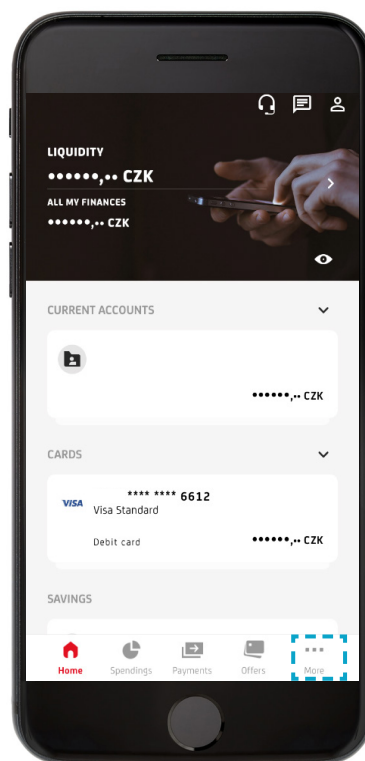 LIQUIDITY
••••••,•• CZK
ALL MY FINANCES
••••••,•• CZK
CURRENT ACCOUNTS
••••••,•• CZK
CARDS
VISA
**** **** 6612
Visa Standard
Debit card
••••••,•• CZK
SAVINGS
Home
Spendings
Payments
Offers
More